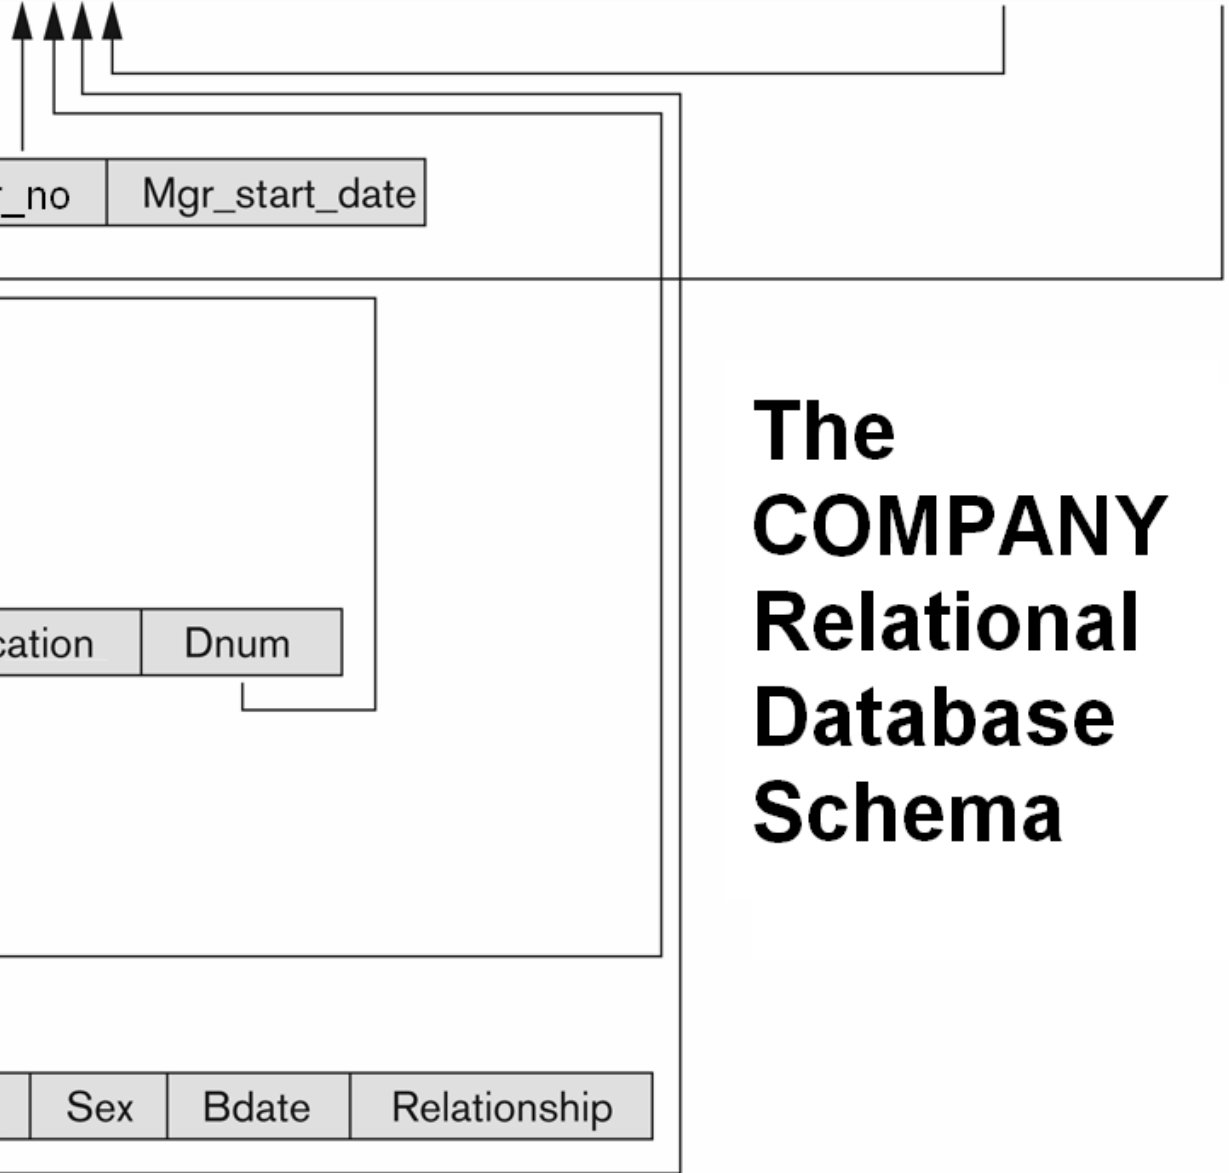 _no Mgr_start_date
The
COMPANY
Relational
Database
Schema
cation Dnum
Sex Bdate Relationship